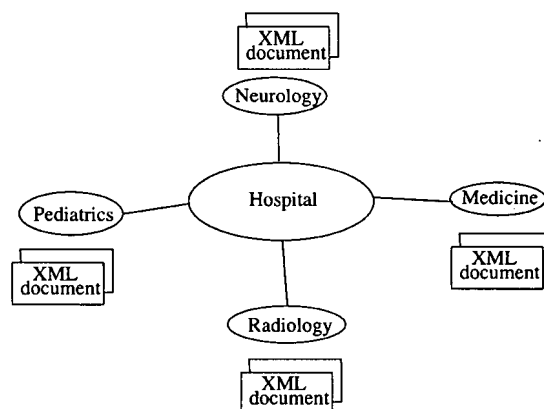 XML
document
Neurology
Hospital
Pediatrics
Medicine
XML
document
XML
document
Radiology
XML
document